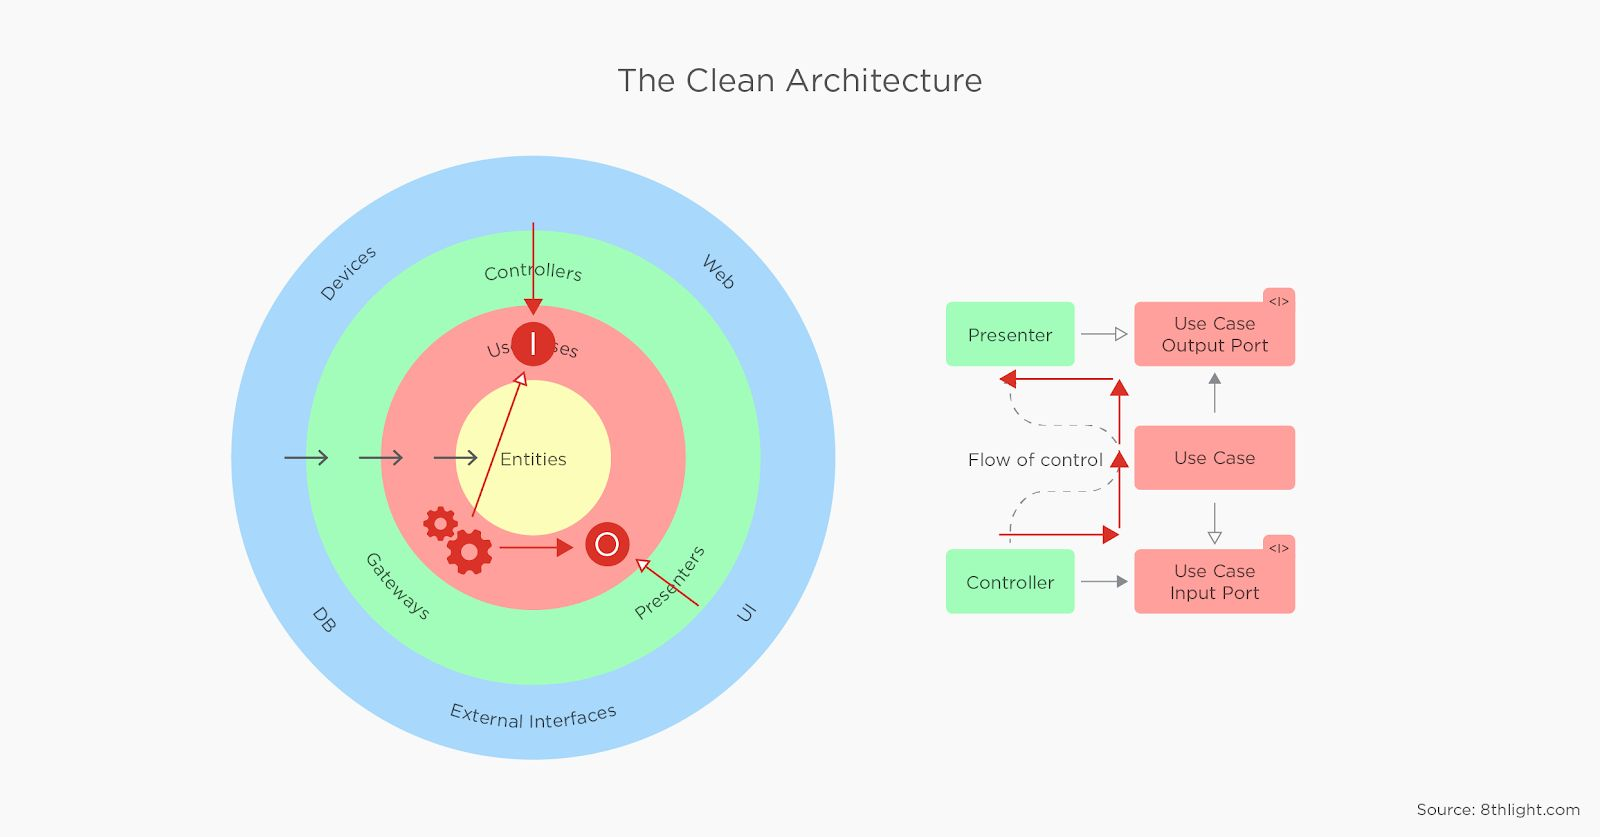 The Clean Architecture
Devices
Web
Controllers
Us
ses
I
Entities
O
Gateways
Presenters
DB
UI
External Interfaces
<I>
Presenter
Use Case
Output Port
Flow of control
Use Case
<I>
Controller
Use Case
Input Port
Source: 8thlight.com